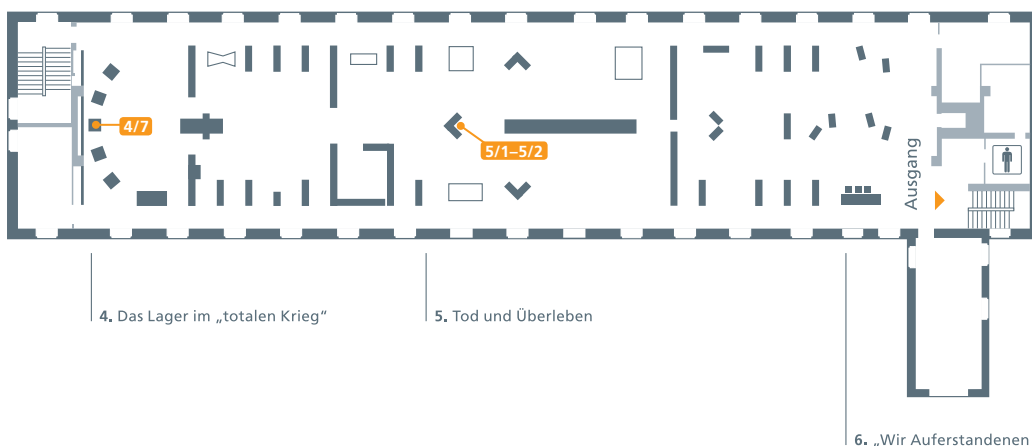 4/7
5/1–5/2
Ausgang
4. Das Lager im „totalen Krieg“
5. Tod und Überleben
6. „Wir Auferstandenen